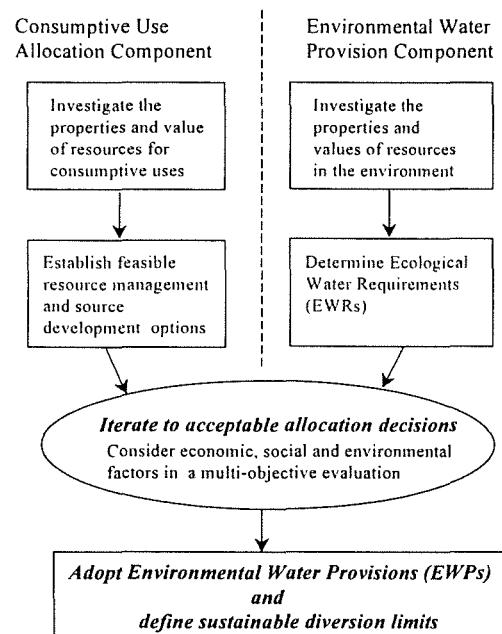 Consumptive Use
Allocation Component
Environmental Water
Provision Component
Investigate the
properties and value
of resources for
consumptive uses
Investigate the
properties and
values of resources
in the environment
Establish feasible
resource management
and source
development options
Determine Ecological
Water Requirements
(EWRs)
Iterate to acceptable allocation decisions
Consider economic, social and environmental
factors in a multi-objective evaluation
Adopt Environmental Water Provisions (EWPs)
and
define sustainable diversion limits